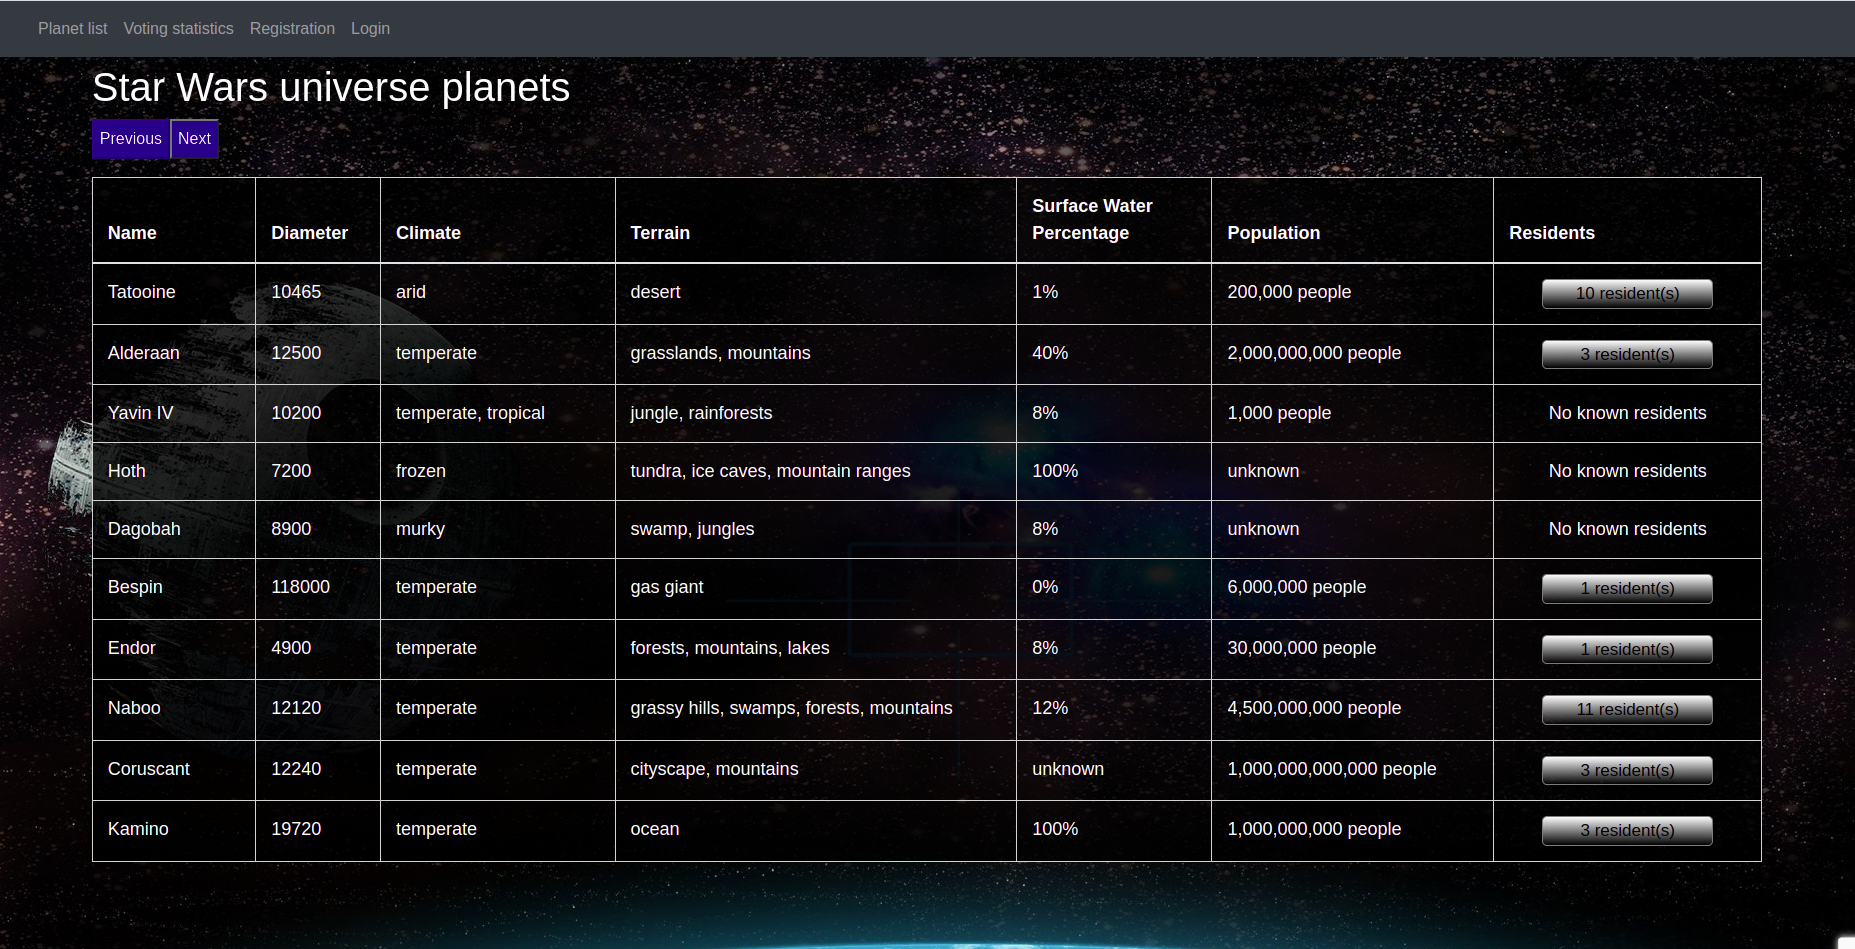 Planet list Voting statistics Registration Login
Star Wars universe planets
Previous Next
Name Diameter Climate Terrain Surface Water Percentage Population Residents
Tatooine 10465 arid desert 1% 200,000 people 10 resident(s)
Alderaan 12500 temperate grasslands, mountains 40% 2,000,000,000 people 3 resident(s)
Yavin IV 10200 temperate, tropical jungle, rainforests 8% 1,000 people No known residents
Hoth 7200 frozen tundra, ice caves, mountain ranges 100% unknown No known residents
Dagobah 8900 murky swamp, jungles 8% unknown No known residents
Bespin 118000 temperate gas giant 0% 6,000,000 people 1 resident(s)
Endor 4900 temperate forests, mountains, lakes 8% 30,000,000 people 1 resident(s)
Naboo 12120 temperate grassy hills, swamps, forests, mountains 12% 4,500,000,000 people 11 resident(s)
Coruscant 12240 temperate cityscape, mountains unknown 1,000,000,000,000 people 3 resident(s)
Kamino 19720 temperate ocean 100% 1,000,000,000 people 3 resident(s)